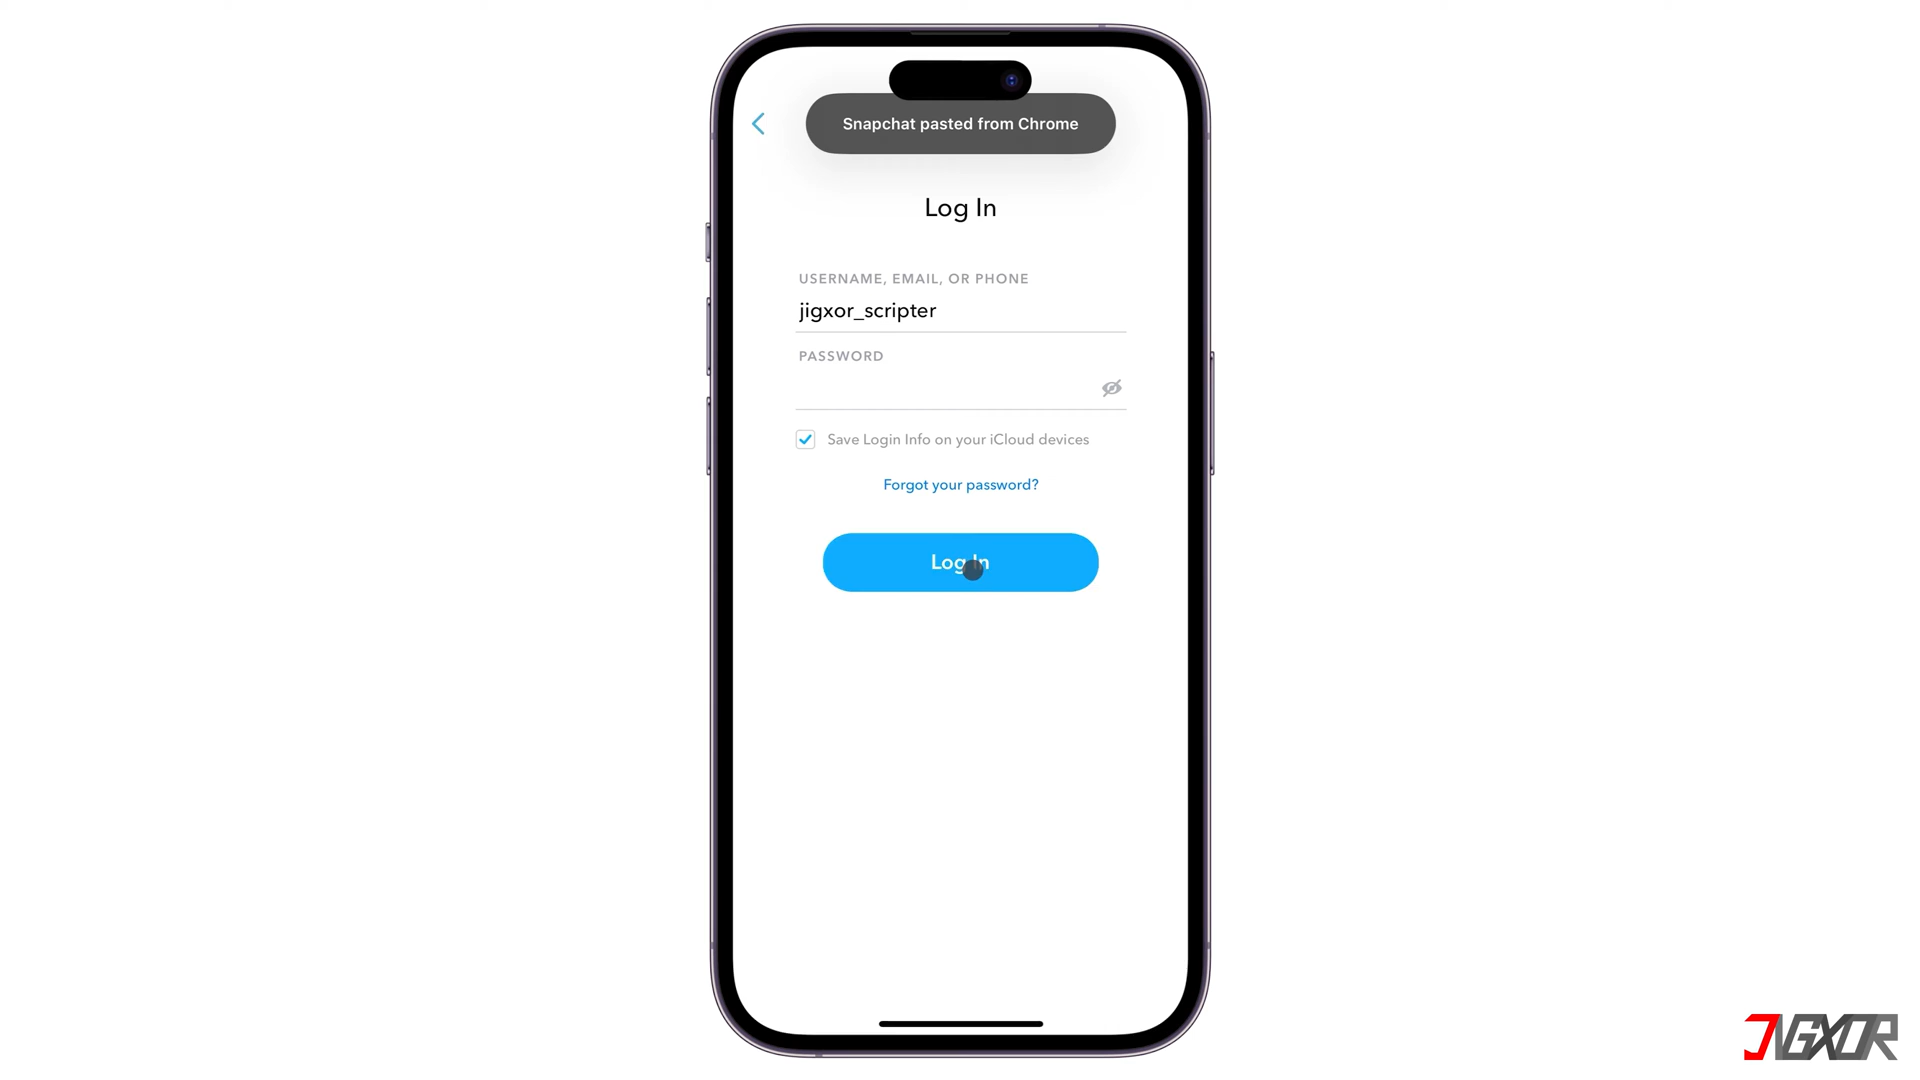 Snapchat pasted from Chrome
Log In
USERNAME, EMAIL, OR PHONE
jigxor_scripter
PASSWORD
Save Login Info on your iCloud devices
Forgot your password?
Log In
JIGXOR